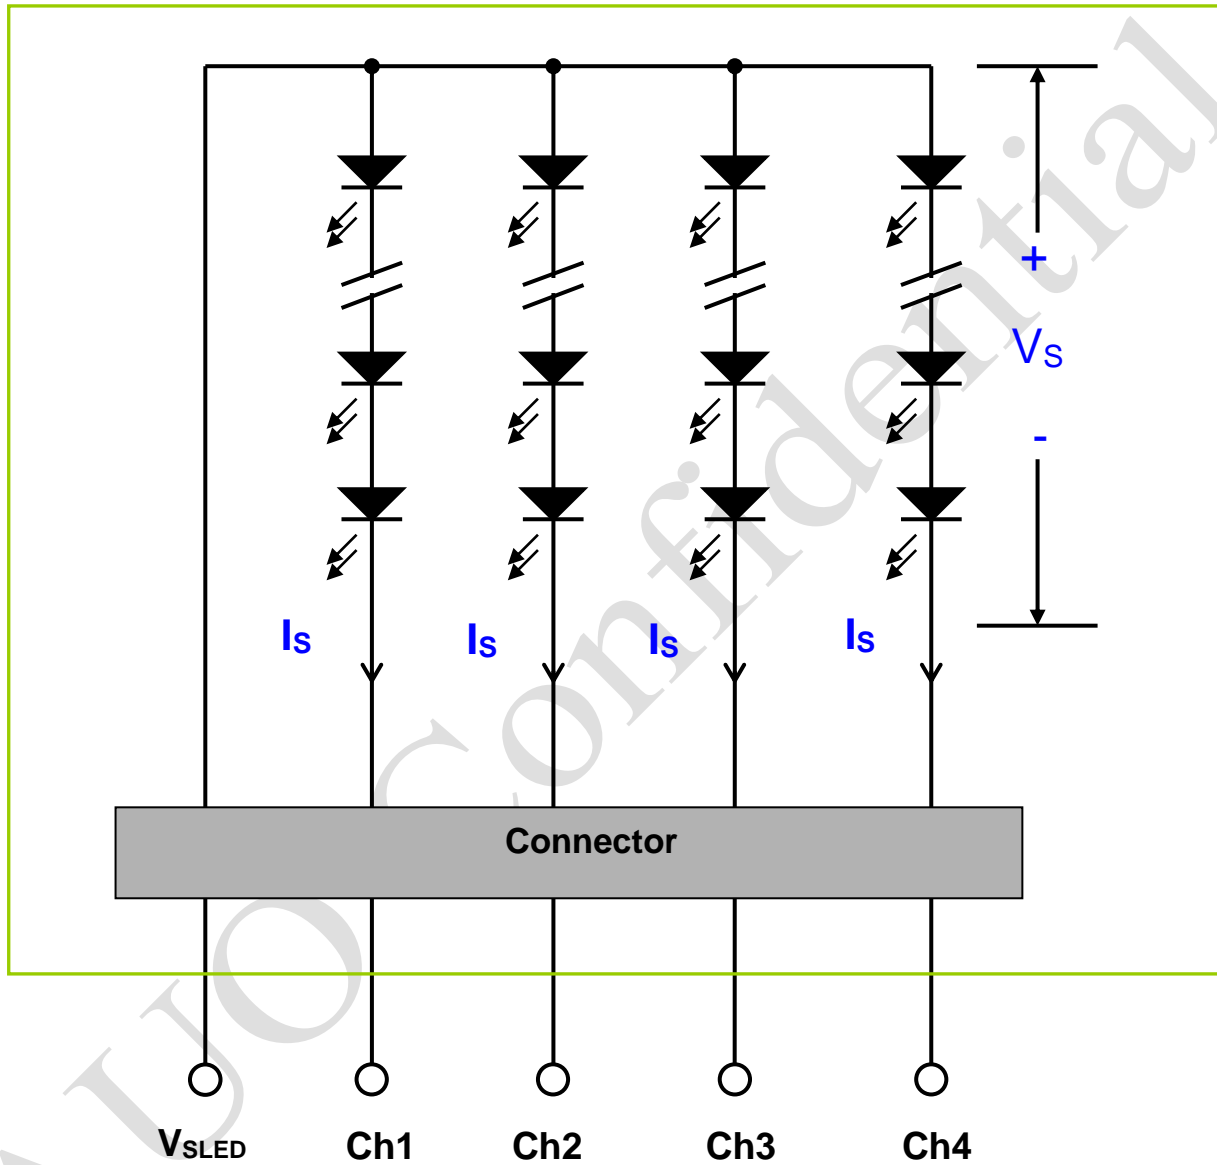 +
VS
-
IS IS IS IS
Connector
VSLED Ch1 Ch2 Ch3 Ch4
AUO Confidential